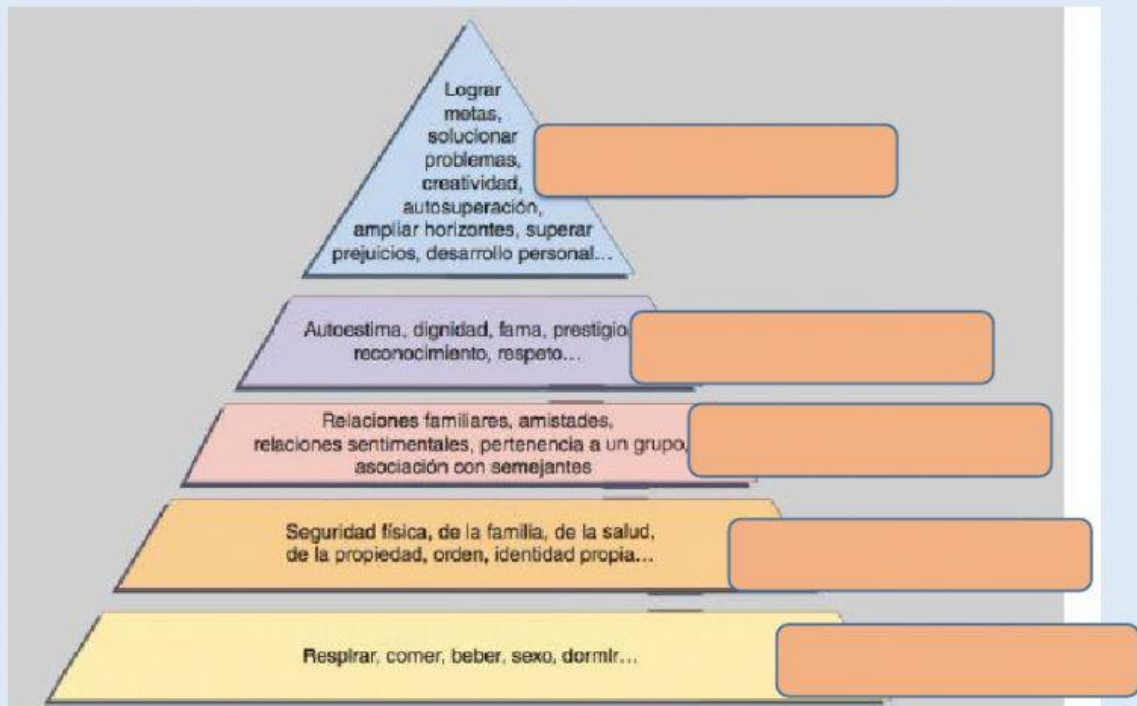 Lograr
metas,
solucionar
problemas,
creatividad,
autosuperación,
ampliar horizontes, superar
prejuicios, desarrollo personal...
Autoestima, dignidad, fama, prestigio,
reconocimiento, respeto...
Relaciones familiares, amistades,
relaciones sentimentales, pertenencia a un grupo,
asociación con semejantes
Seguridad física, de la familia, de la salud,
de la propiedad, orden, identidad propia...
Respirar, comer, beber, sexo, dormir...